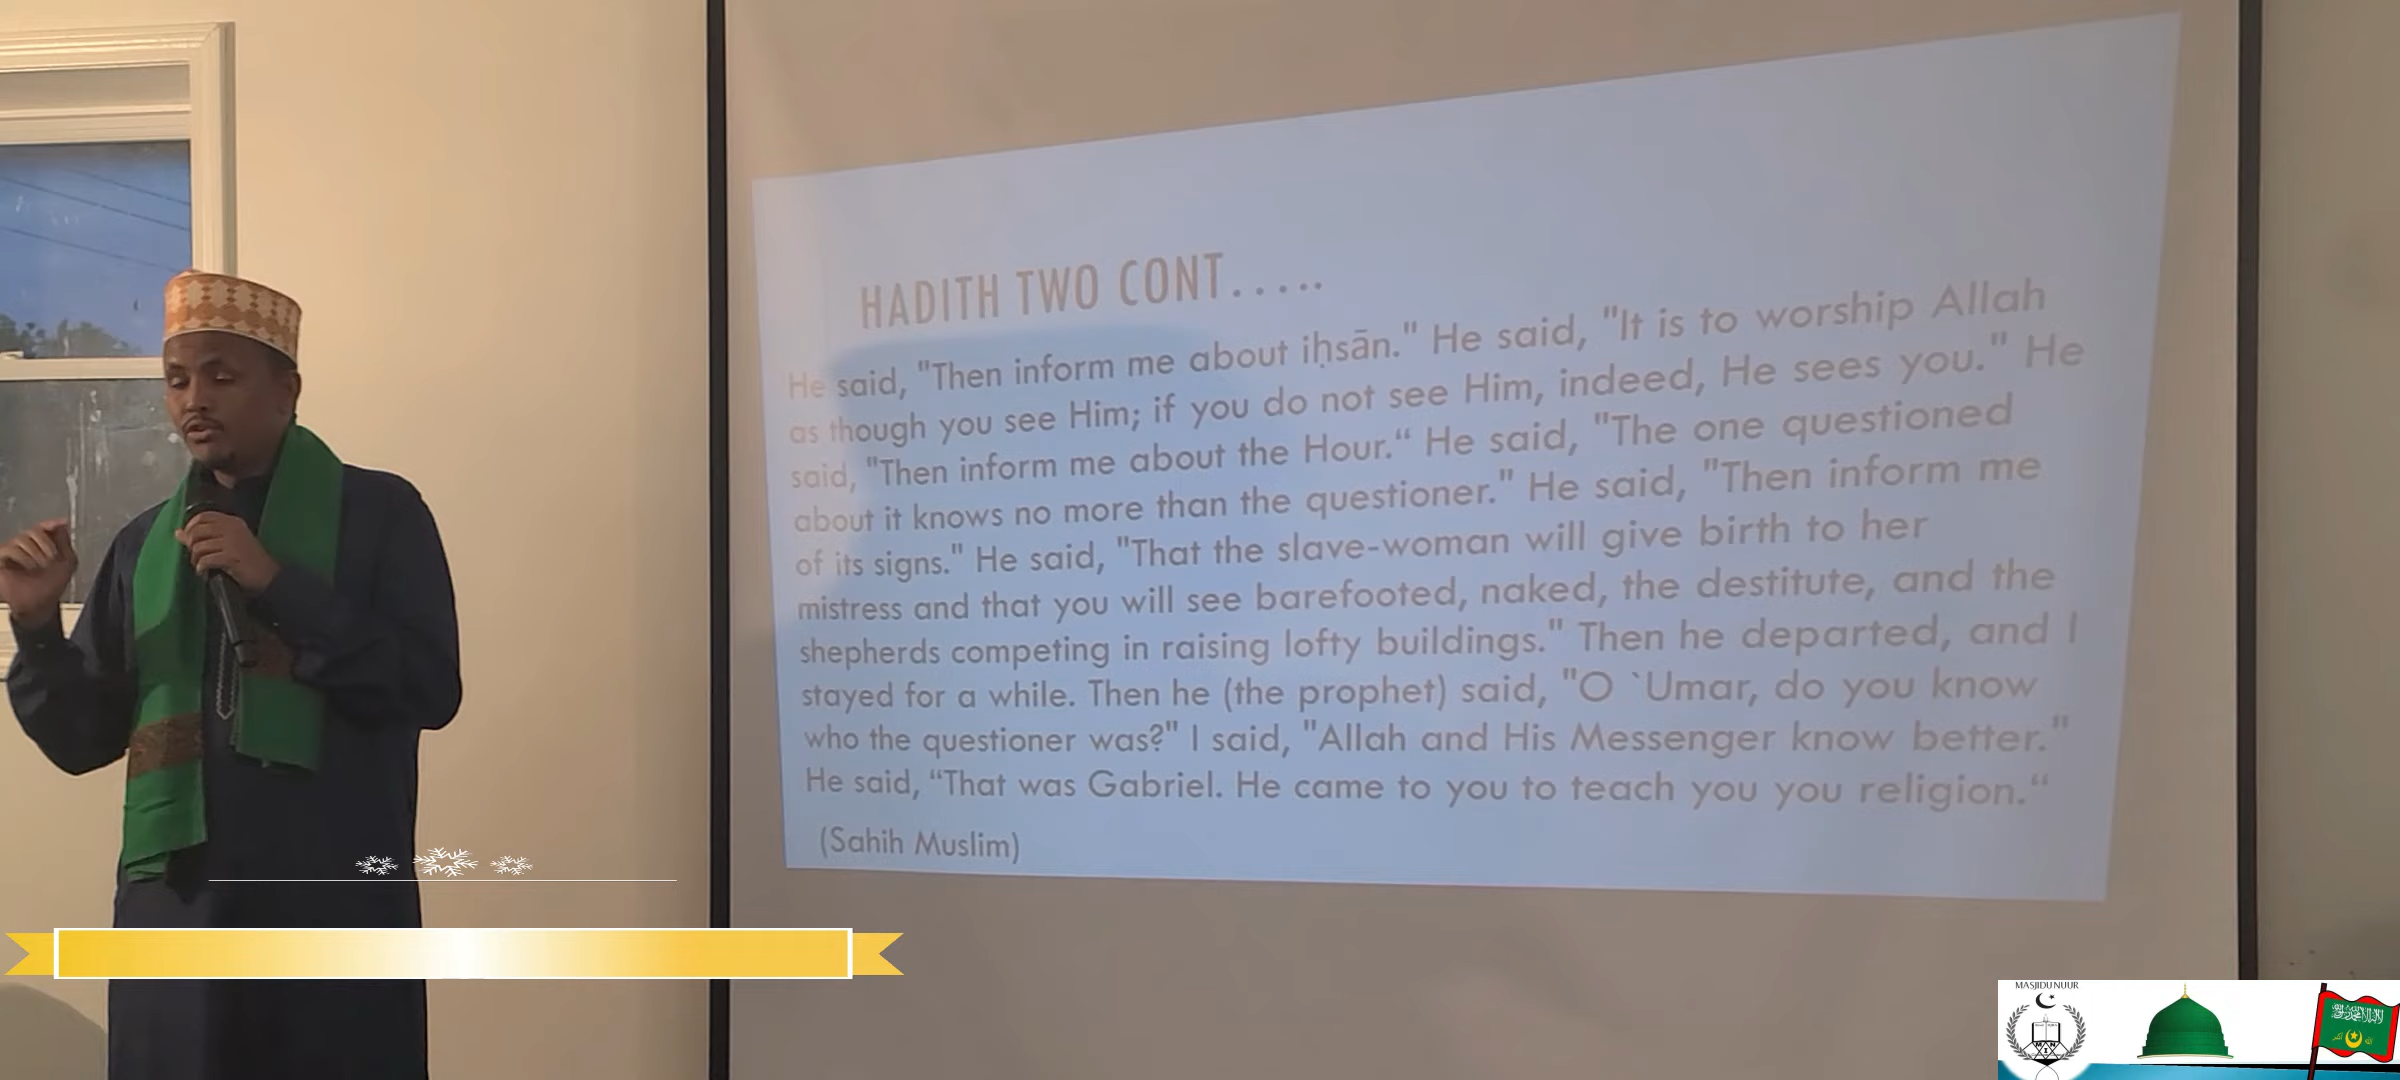 HADITH TWO CONT.....
He said, "Then inform me about iḥsān." He said, "It is to worship Allah
as though you see Him; if you do not see Him, indeed, He sees you." He
said, "Then inform me about the Hour.“ He said, "The one questioned
about it knows no more than the questioner." He said, "Then inform me
of its signs." He said, "That the slave-woman will give birth to her
mistress and that you will see barefooted, naked, the destitute, and the
shepherds competing in raising lofty buildings." Then he departed, and I
stayed for a while. Then he (the prophet) said, "O `Umar, do you know
who the questioner was?" I said, "Allah and His Messenger know better."
He said, “That was Gabriel. He came to you to teach you you religion.“
(Sahih Muslim)
MASJIDU NUUR